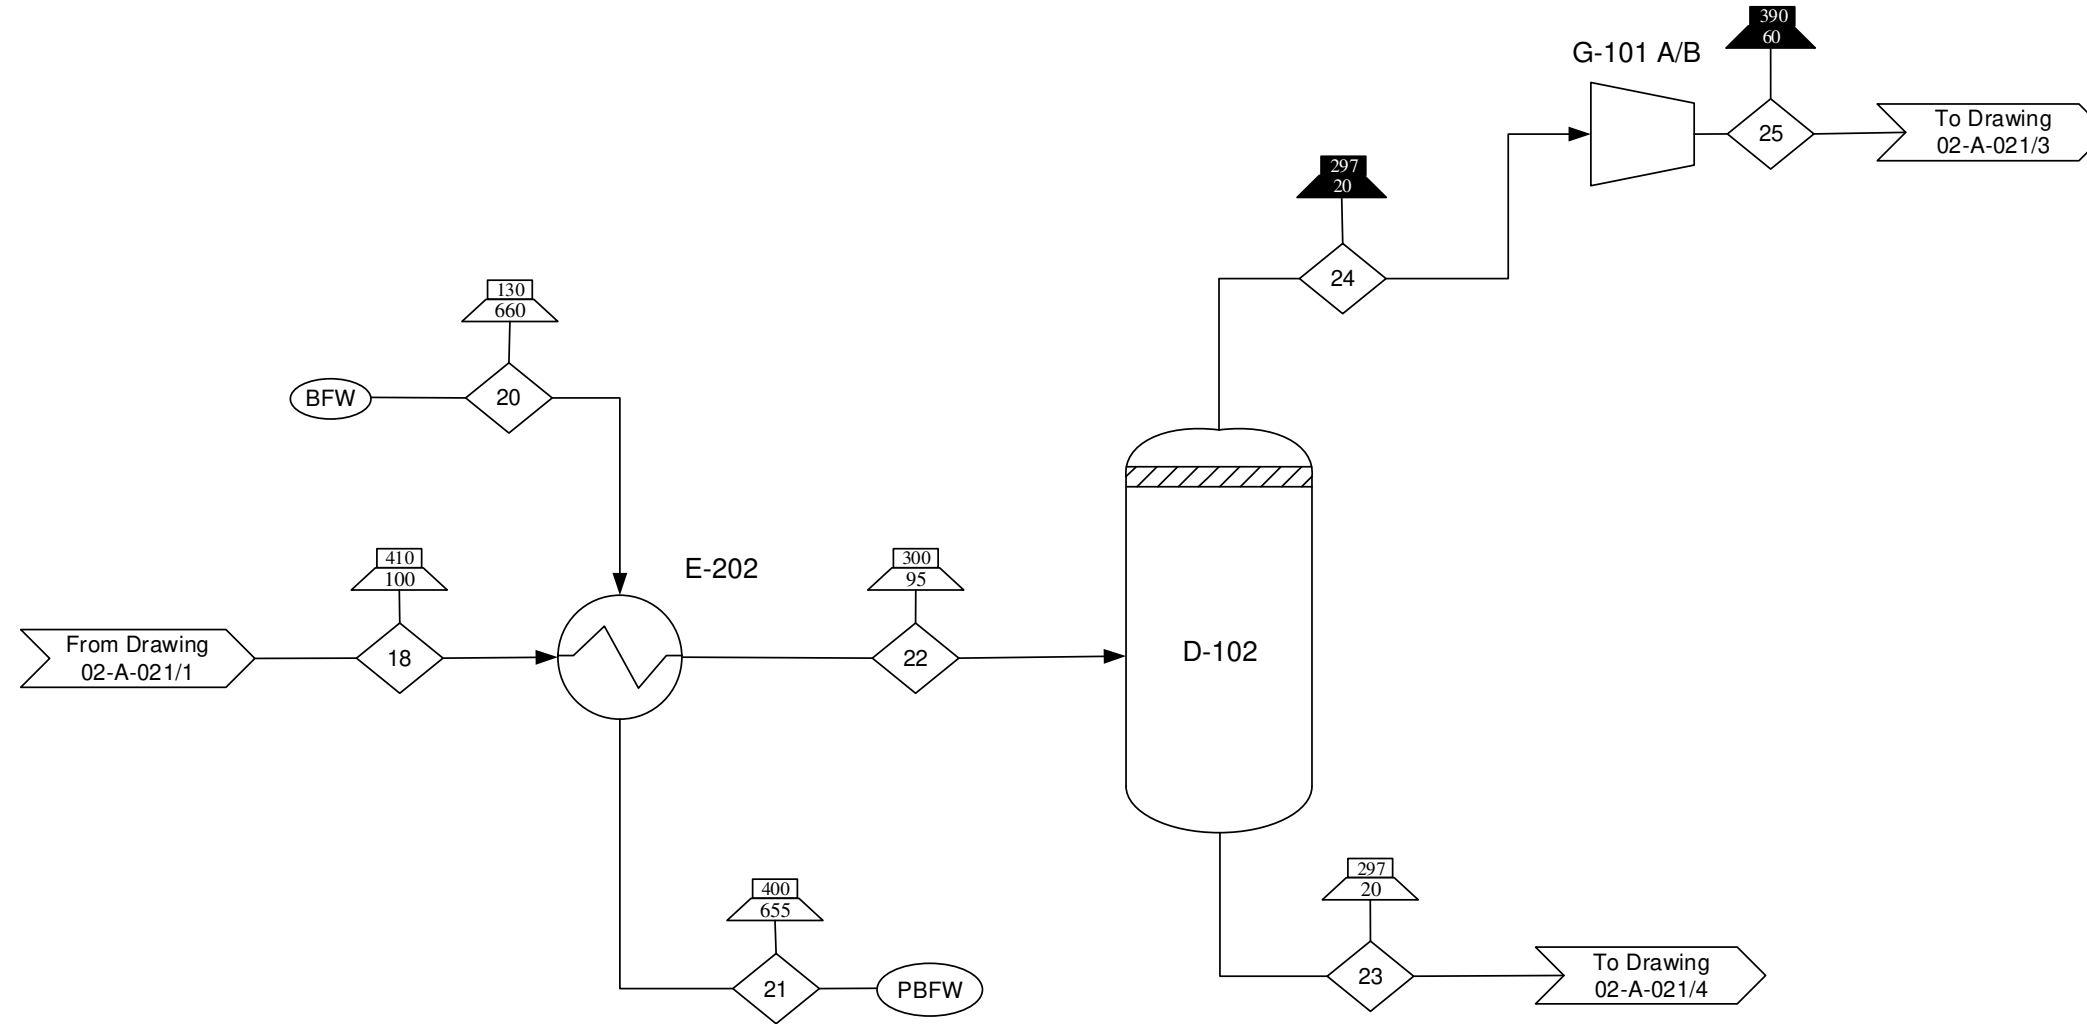 390
60
G-101 A/B
25
To Drawing
02-A-021/3
297
20
24
130
660
BFW
20
410
100
E-202
300
95
From Drawing
02-A-021/1
18
22
D-102
400
655
21
PBFW
297
20
23
To Drawing
02-A-021/4